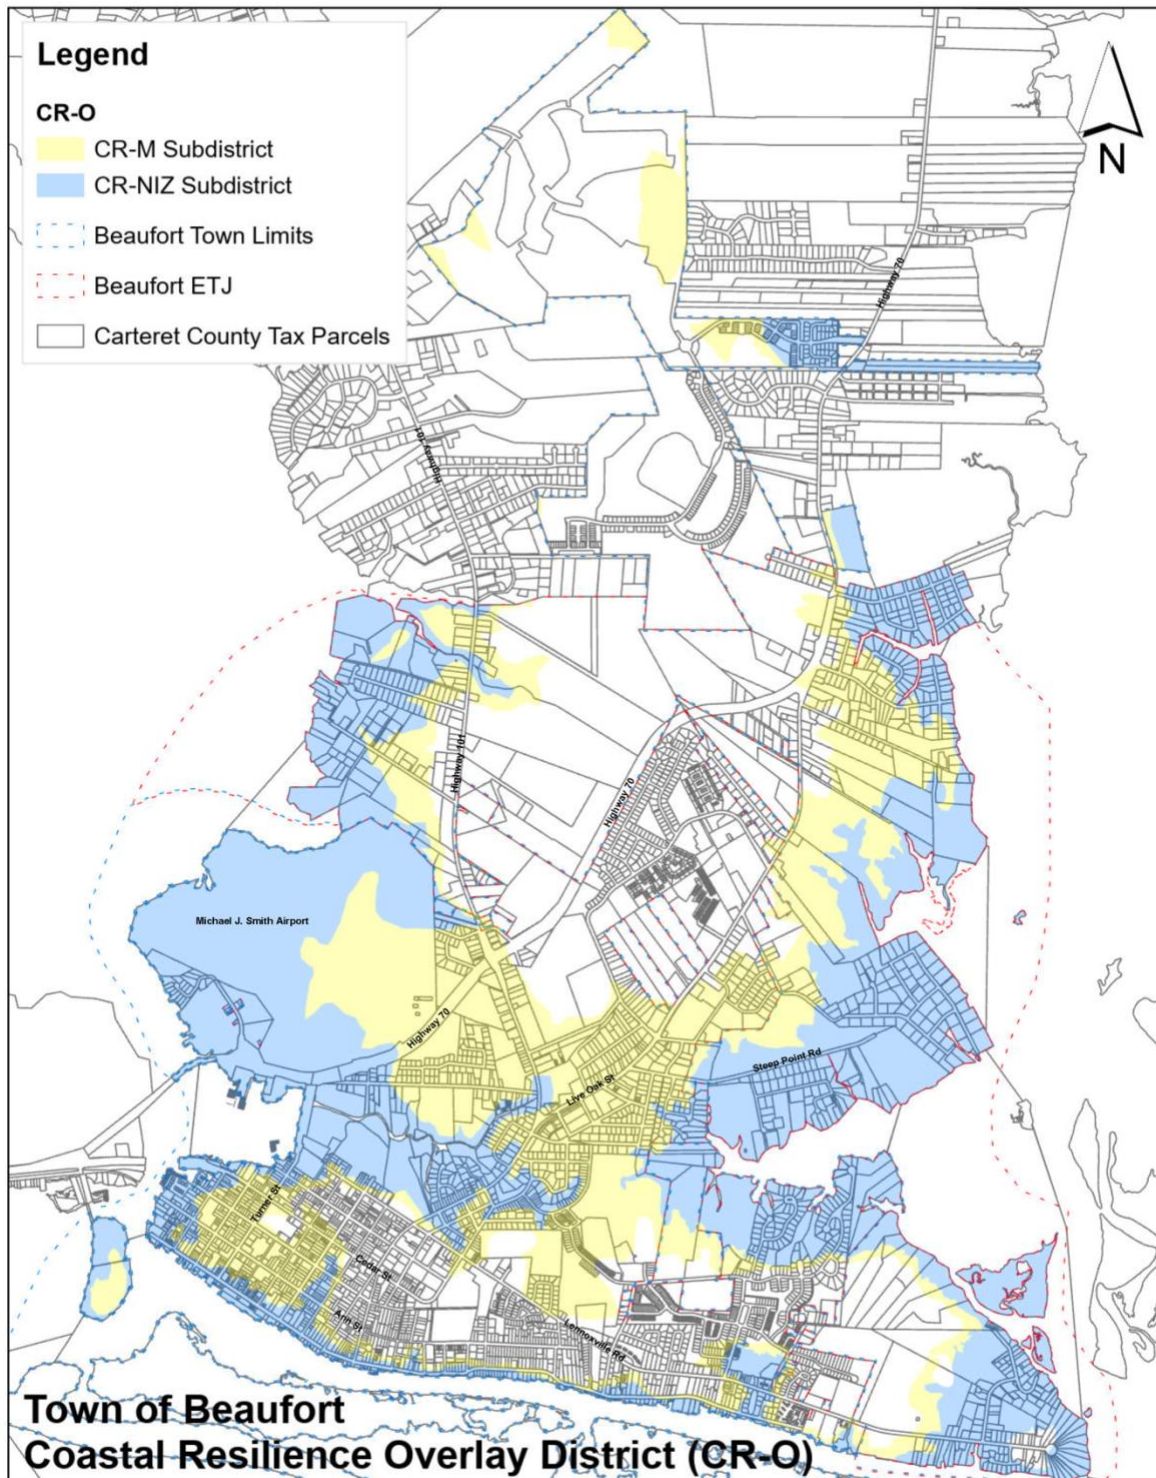 Legend
CR-O
CR-M Subdistrict
CR-NIZ Subdistrict
Beaufort Town Limits
Beaufort ETJ
Carteret County Tax Parcels
N
Highway 70
Highway 101
Highway 101
Highway 70
Michael J. Smith Airport
Highway 70
Steep Point Rd
Live Oak St
Turner St
Cedar St
Ann St
Lennoxville Rd
Town of Beaufort
Coastal Resilience Overlay District (CR-O)